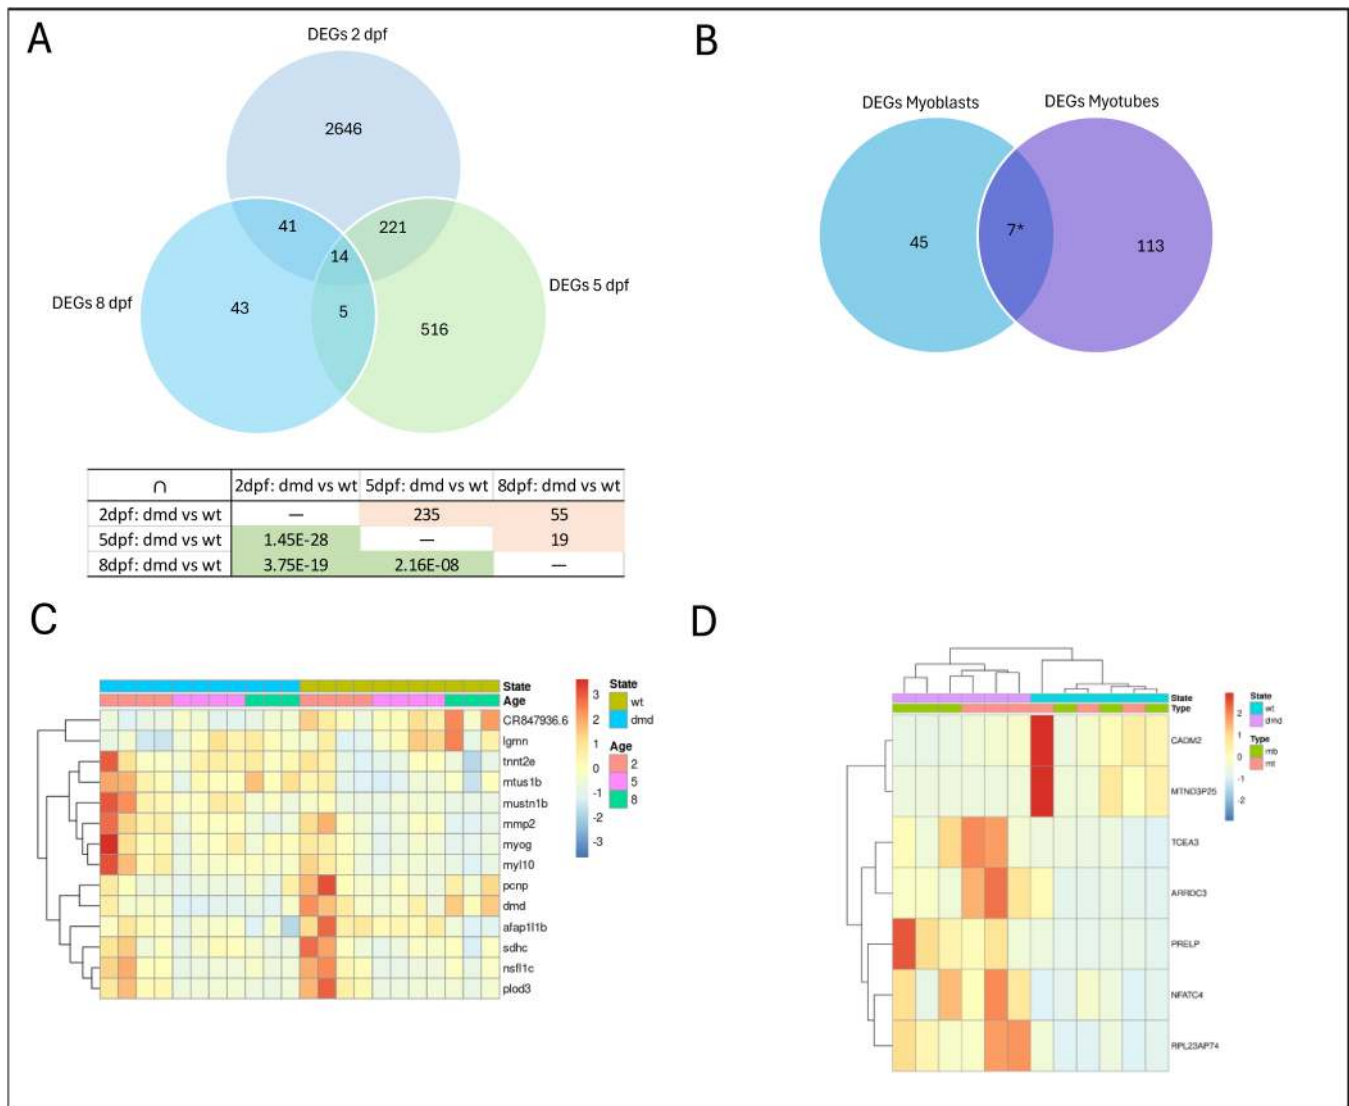 A
DEGs 2 dpf
2646
41
221
14
DEGs 8 dpf
43
5
516
DEGs 5 dpf
∩ 2dpf: dmd vs wt 5dpf: dmd vs wt 8dpf: dmd vs wt
2dpf: dmd vs wt — 235 55
5dpf: dmd vs wt 1.45E-28 — 19
8dpf: dmd vs wt 3.75E-19 2.16E-08 —
B
DEGs Myoblasts
DEGs Myotubes
45
7*
113
C
State
Age
CR847936.6
lgmn
tnnt2e
mtus1b
mustn1b
mmp2
myog
myl10
pcnp
dmd
afap1l1b
sdhc
nsfl1c
plod3
3
2
1
0
-1
-2
-3
State
wt
dmd
Age
2
5
8
D
State
Type
CADM2
MTND3P25
TCEA3
ARRDC3
PRELP
NFATC4
RPL23AP74
2
1
0
-1
-2
State
wt
dmd
Type
mb
mt